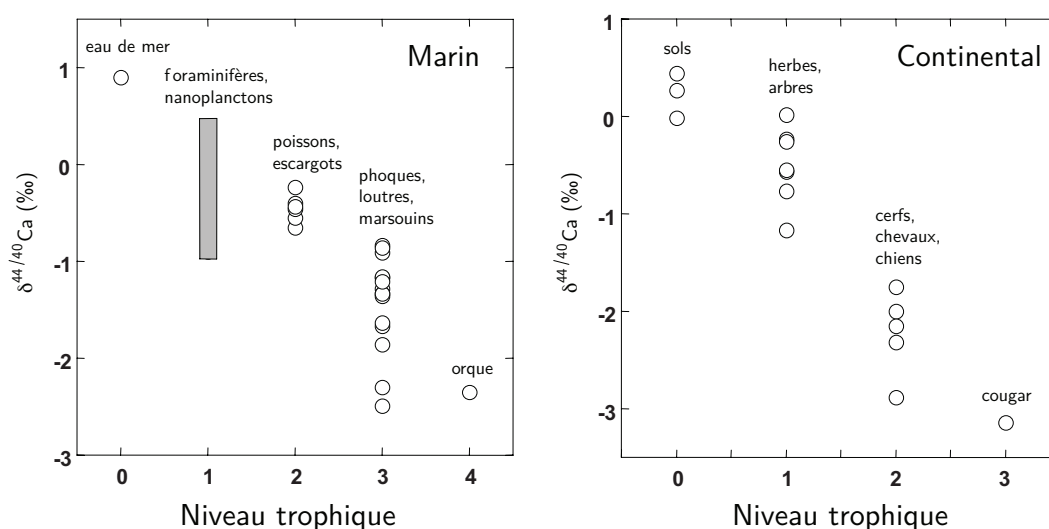 Marin
eau de mer
foraminifères,
nanoplanctons
poissons,
escargots
phoques,
loutres,
marsouins
orque
1
0
-1
-2
-3
δ44/40Ca (‰)
0 1 2 3 4
Niveau trophique
Continental
sols
herbes,
arbres
cerfs,
chevaux,
chiens
cougar
1
0
-1
-2
-3
δ44/40Ca (‰)
0 1 2 3
Niveau trophique